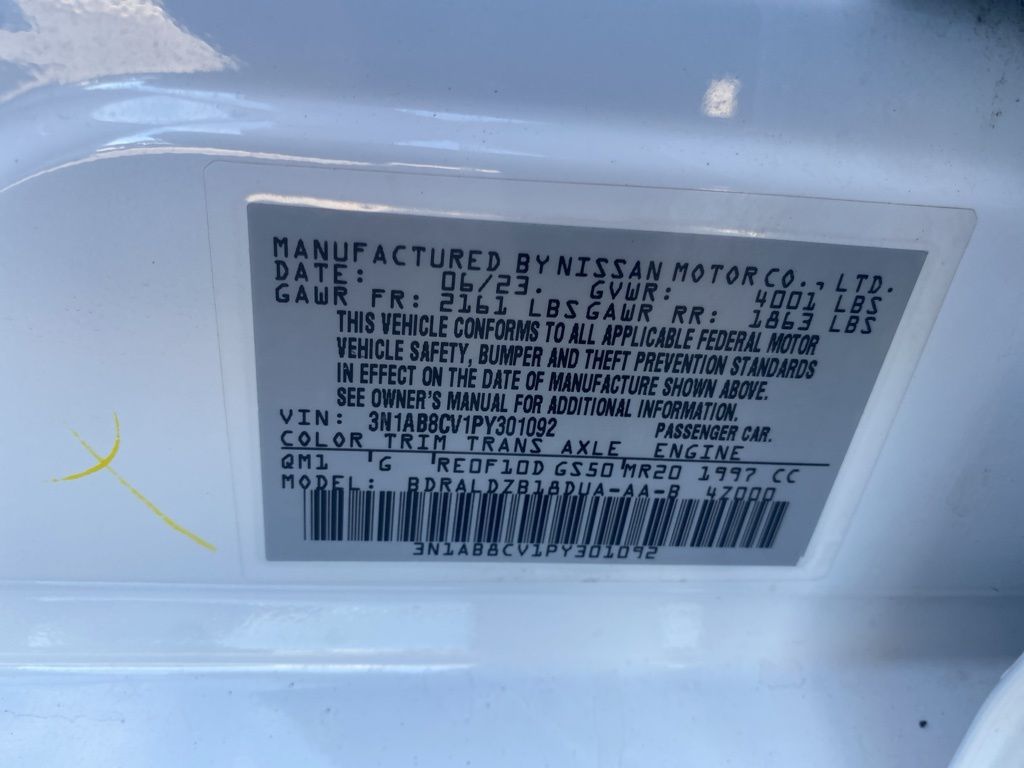 MANUFACTURED BY NISSAN MOTOR CO., LTD.
DATE: 06/23. GVWR: 4001 LBS
GAWR FR: 2161 LBS GAWR RR: 1863 LBS
THIS VEHICLE CONFORMS TO ALL APPLICABLE FEDERAL MOTOR
VEHICLE SAFETY, BUMPER AND THEFT PREVENTION STANDARDS
IN EFFECT ON THE DATE OF MANUFACTURE SHOWN ABOVE.
SEE OWNER'S MANUAL FOR ADDITIONAL INFORMATION.
VIN: 3N1AB8CV1PY301092 PASSENGER CAR.
COLOR TRIM TRANS AXLE ENGINE
QM1 G RE0F10D GS50 MR20 1997 CC
MODEL: BDRALDZB18DUA-AA-B 4Z000
3N1AB8CV1PY301092